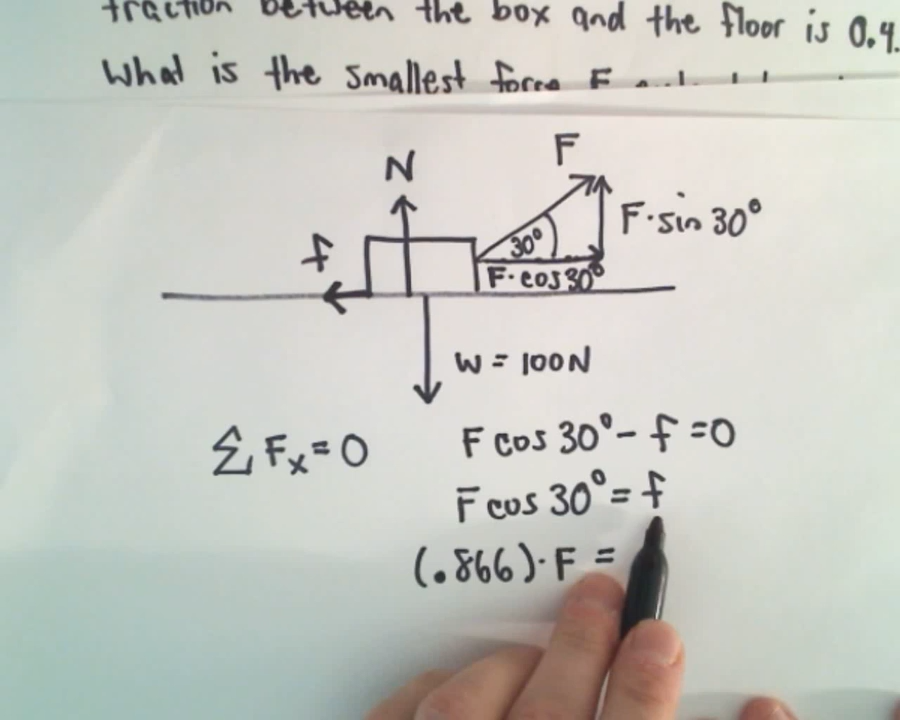 fraction between the box and the floor is 0.4.
What is the smallest force F
F
N
F·sin 30°
30°
f
F·cos 30°
W = 100N
Σ Fx = 0
F cos 30° - f = 0
F cos 30° = f
(.866)·F =